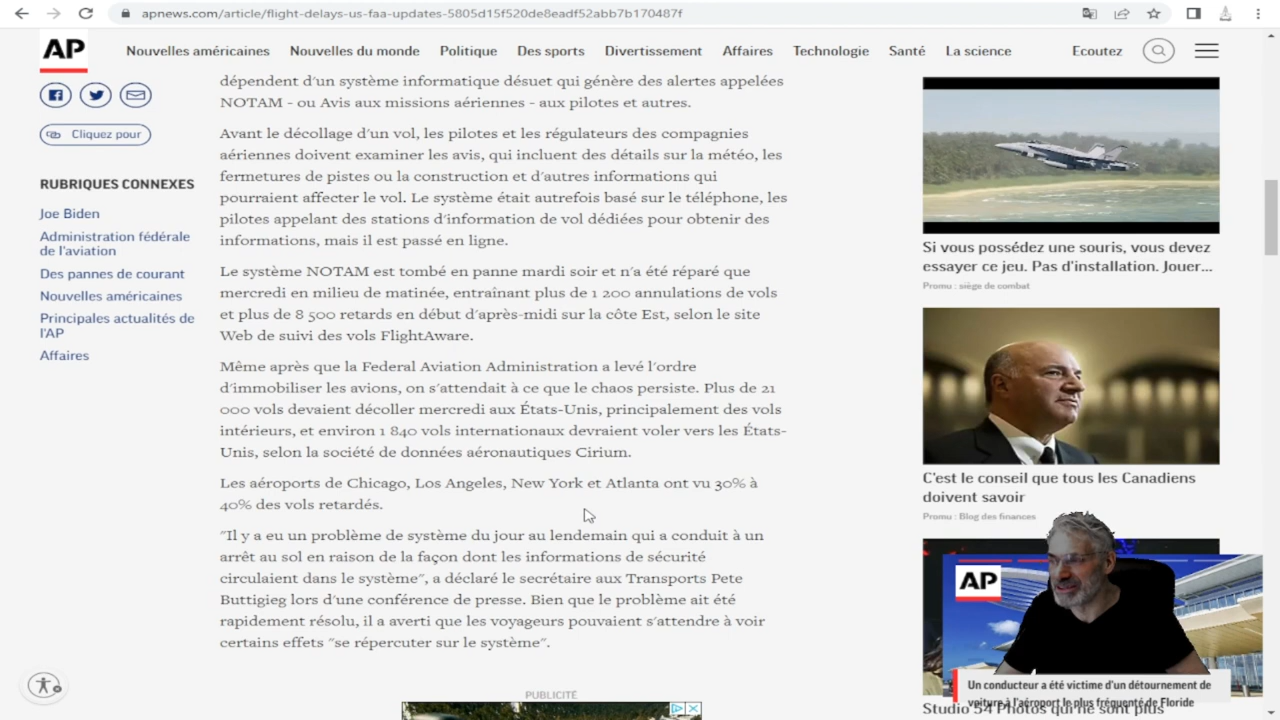 apnews.com/article/flight-delays-us-faa-updates-5805d15f520de8eadf52abb7b170487f
AP
Nouvelles américaines
Nouvelles du monde
Politique
Des sports
Divertissement
Affaires
Technologie
Santé
La science
Ecoutez
Cliquez pour
RUBRIQUES CONNEXES
Joe Biden
Administration fédérale
de l'aviation
Des pannes de courant
Nouvelles américaines
Principales actualités de
l'AP
Affaires
dépendent d'un système informatique désuet qui génère des alertes appelées
NOTAM - ou Avis aux missions aériennes - aux pilotes et autres.
Avant le décollage d'un vol, les pilotes et les régulateurs des compagnies
aériennes doivent examiner les avis, qui incluent des détails sur la météo, les
fermetures de pistes ou la construction et d'autres informations qui
pourraient affecter le vol. Le système était autrefois basé sur le téléphone, les
pilotes appelant des stations d'information de vol dédiées pour obtenir des
informations, mais il est passé en ligne.
Le système NOTAM est tombé en panne mardi soir et n'a été réparé que
mercredi en milieu de matinée, entraînant plus de 1 200 annulations de vols
et plus de 8 500 retards en début d'après-midi sur la côte Est, selon le site
Web de suivi des vols FlightAware.
Même après que la Federal Aviation Administration a levé l'ordre
d'immobiliser les avions, on s'attendait à ce que le chaos persiste. Plus de 21
000 vols devaient décoller mercredi aux États-Unis, principalement des vols
intérieurs, et environ 1 840 vols internationaux devraient voler vers les États-
Unis, selon la société de données aéronautiques Cirium.
Les aéroports de Chicago, Los Angeles, New York et Atlanta ont vu 30% à
40% des vols retardés.
"Il y a eu un problème de système du jour au lendemain qui a conduit à un
arrêt au sol en raison de la façon dont les informations de sécurité
circulaient dans le système", a déclaré le secrétaire aux Transports Pete
Buttigieg lors d'une conférence de presse. Bien que le problème ait été
rapidement résolu, il a averti que les voyageurs pouvaient s'attendre à voir
certains effets "se répercuter sur le système".
PUBLICITÉ
Si vous possédez une souris, vous devez
essayer ce jeu. Pas d'installation. Jouer...
Promu : siège de combat
C'est le conseil que tous les Canadiens
doivent savoir
Promu : Blog des finances
AP
Un conducteur a été victime d'un détournement de
voiture à l'aéroport le plus fréquenté de Floride
Studio 54 Photos qui ne sont plus